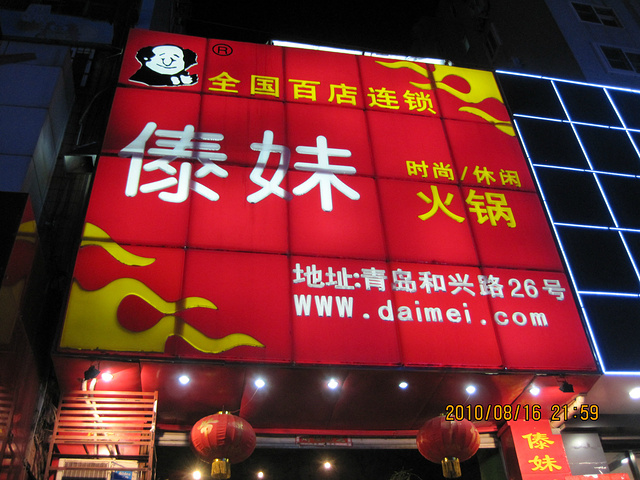 ®
全国百店连锁
傣妹
时尚/休闲
火锅
地址:青岛和兴路26号
www.daimei.com
2010/08/16 21:59
傣妹